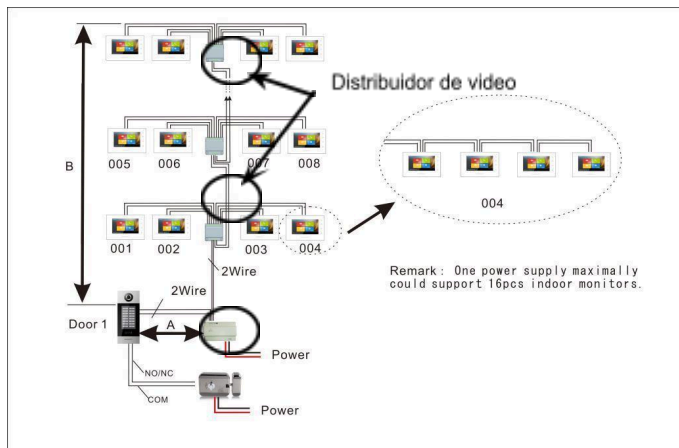 Distribuidor de video
B
005
006
007
008
001
002
003
004
004
2Wire
Remark : One power supply maximally
could support 16pcs indoor monitors.
2Wire
Door 1
A
Power
NO/NC
COM
Power